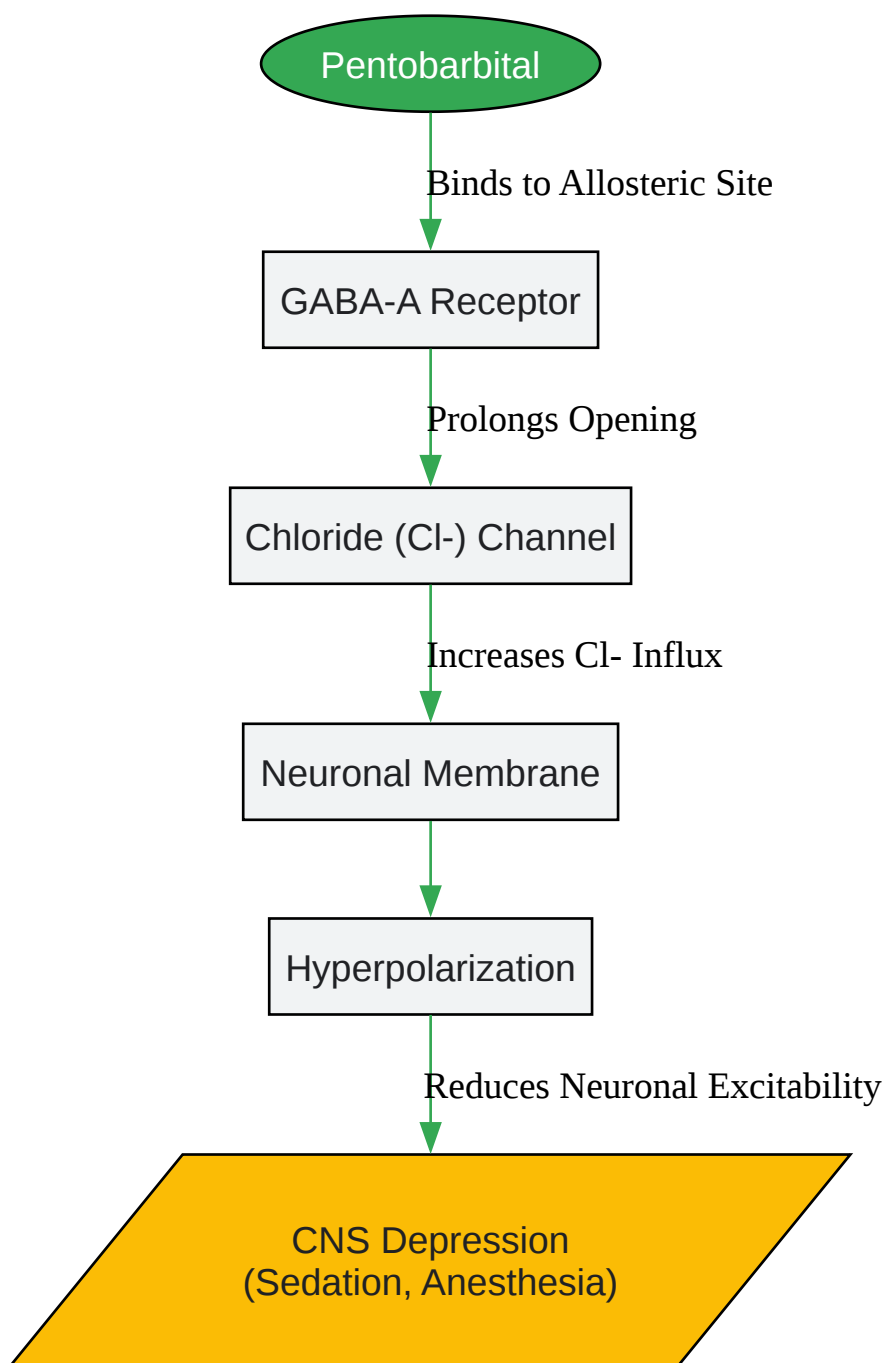 Pentobarbital
Binds to Allosteric Site
GABA-A Receptor
Prolongs Opening
Chloride (Cl-) Channel
Increases Cl- Influx
Neuronal Membrane
Hyperpolarization
Reduces Neuronal Excitability
CNS Depression
(Sedation, Anesthesia)